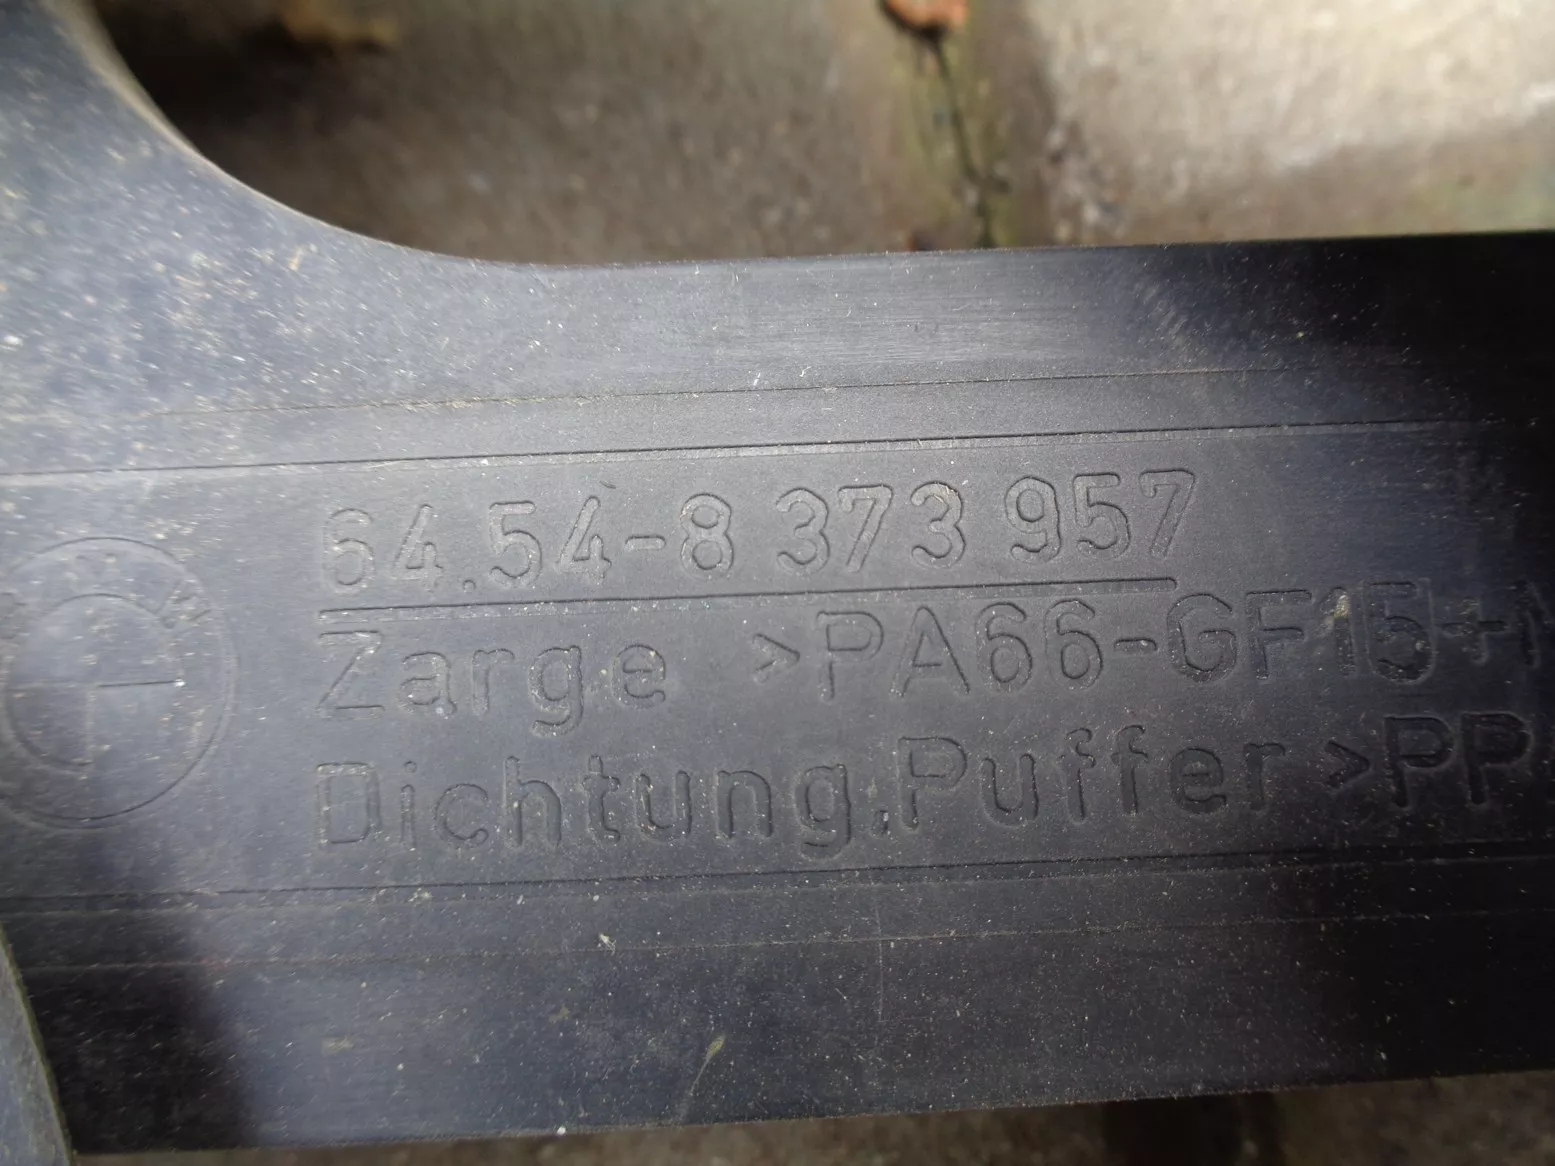 64.54-8 373 957
Zarge >PA66-GF15+
Dichtung.Puffer >PP